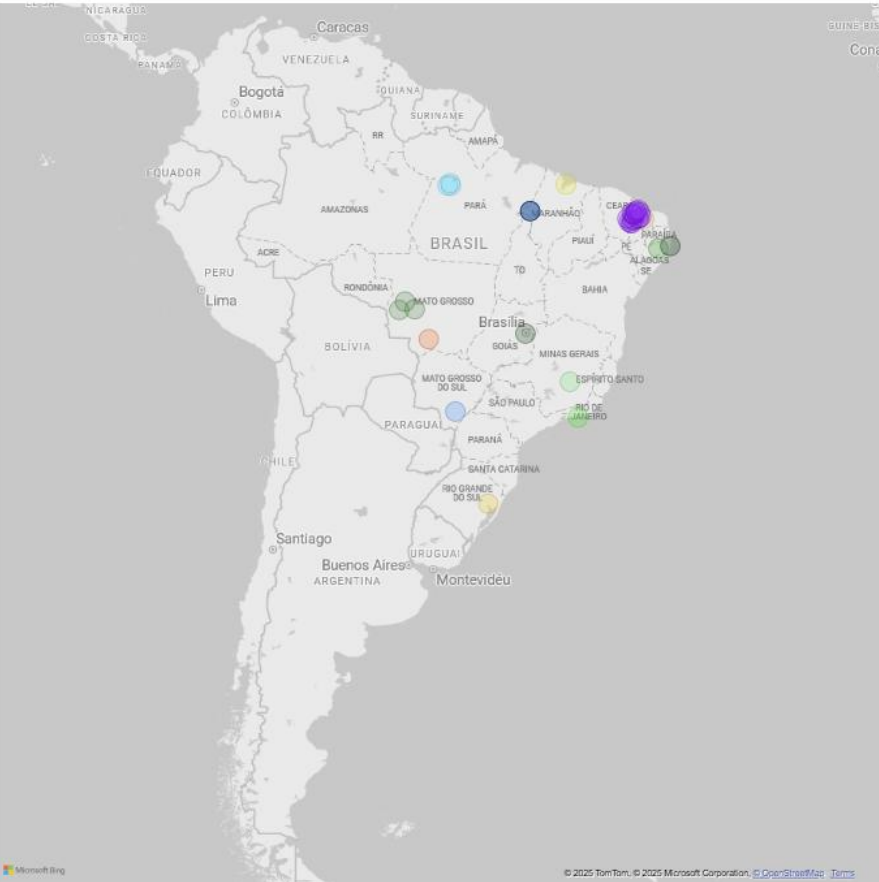 NICARAGUA
COSTA RICA
PANAMÁ
Caracas
VENEZUELA
Bogotá
COLÔMBIA
GUIANA
SURINAME
RR
AMAPÁ
EQUADOR
AMAZONAS
PARÁ
MARANHÃO
PARAÍBA
PIAUÍ
PE
ALAGOAS
SE
BRASIL
ACRE
TO
BAHIA
PERU
Lima
RONDÔNIA
MATO GROSSO
Brasília
GOIÁS
MINAS GERAIS
BOLÍVIA
MATO GROSSO
DO SUL
ESPÍRITO SANTO
SÃO PAULO
RIO DE
JANEIRO
PARAGUAI
PARANÁ
CHILE
SANTA CATARINA
RIO GRANDE
DO SUL
Santiago
URUGUAI
Buenos Aires
ARGENTINA
Montevidéu
Microsoft Bing
© 2025 TomTom, © 2025 Microsoft Corporation, © OpenStreetMap Terms